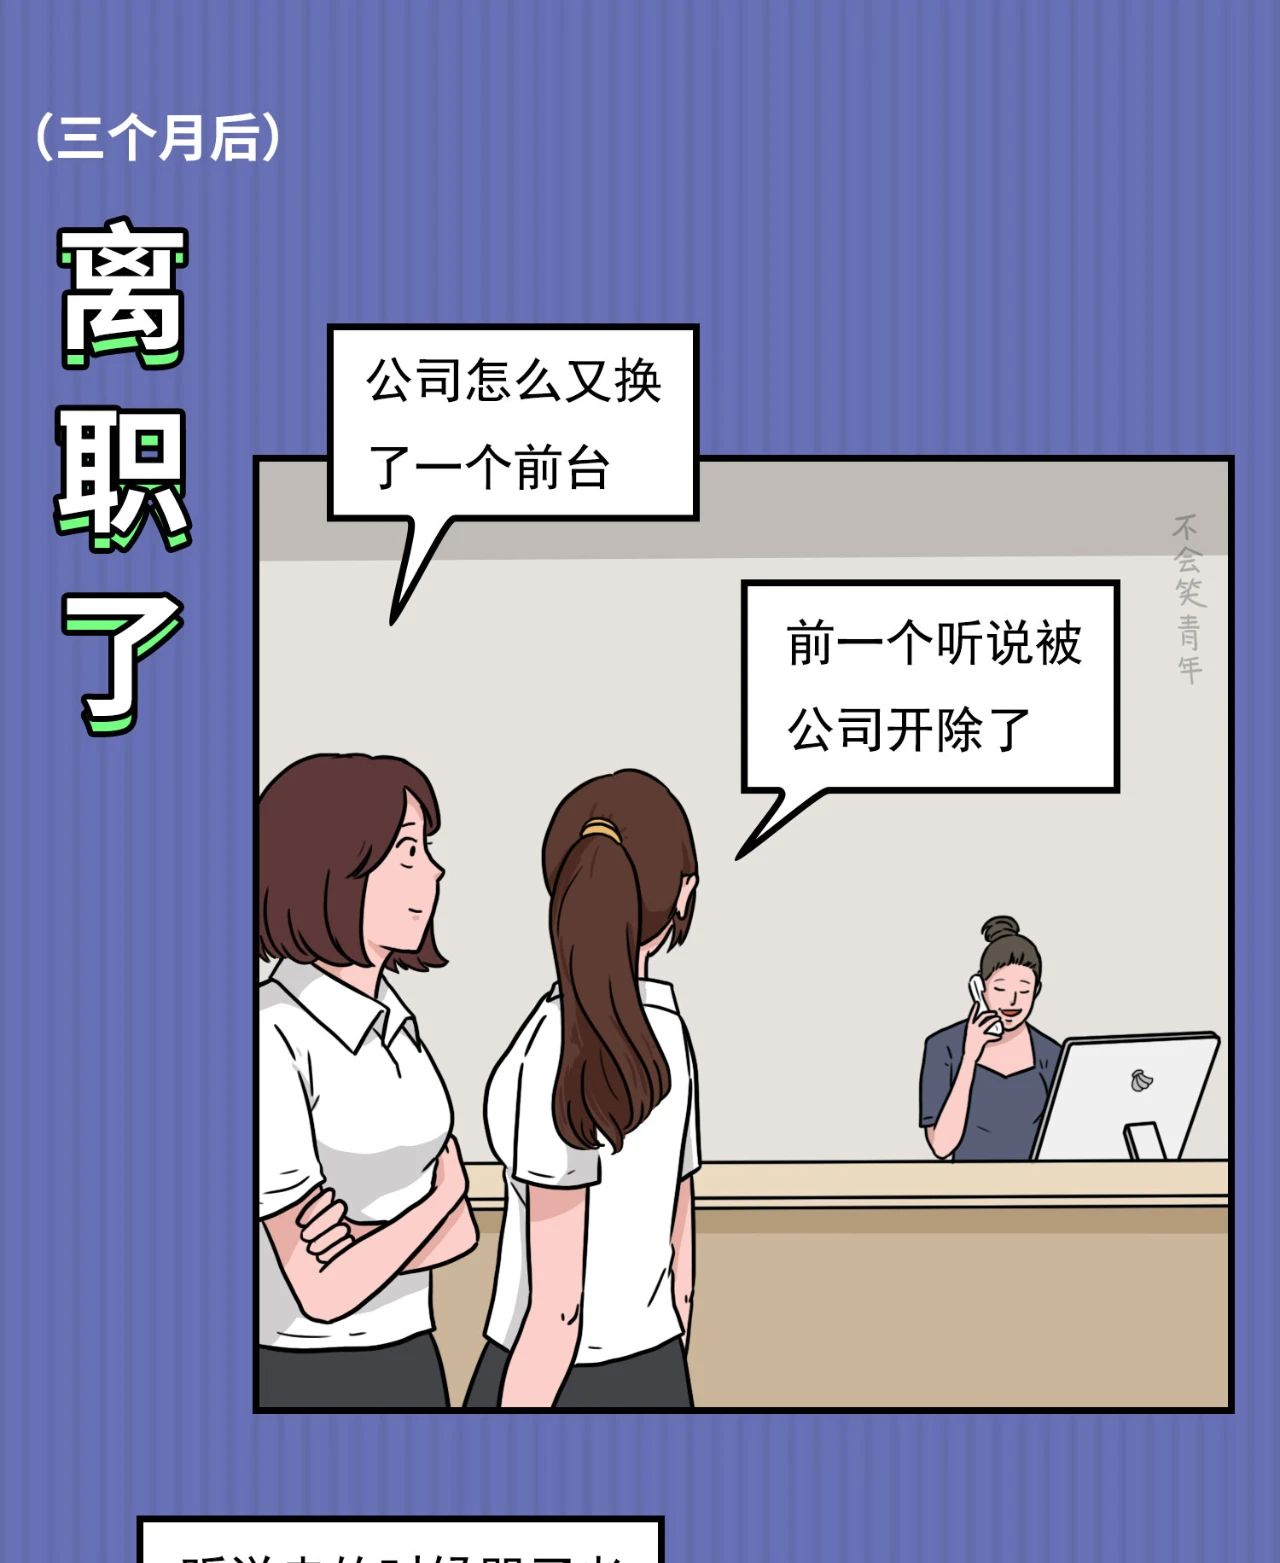 （三个月后）
离职了
公司怎么又换
了一个前台
不会笑青年
前一个听说被
公司开除了